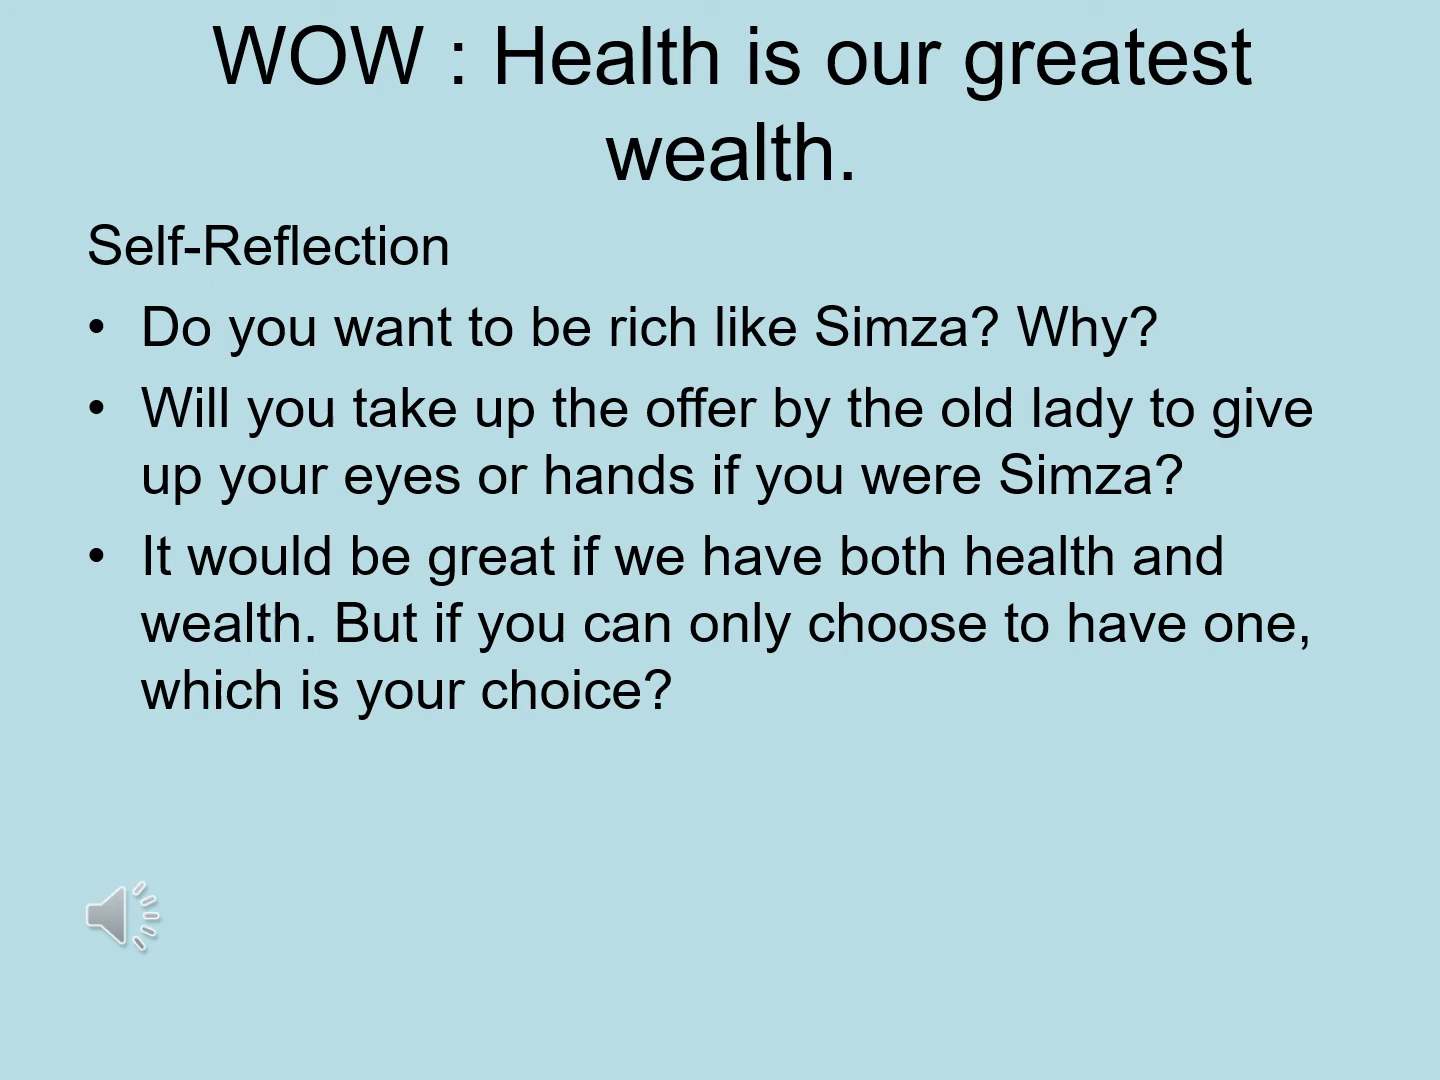 WOW : Health is our greatest
wealth.
Self-Reflection
• Do you want to be rich like Simza? Why?
• Will you take up the offer by the old lady to give
up your eyes or hands if you were Simza?
• It would be great if we have both health and
wealth. But if you can only choose to have one,
which is your choice?